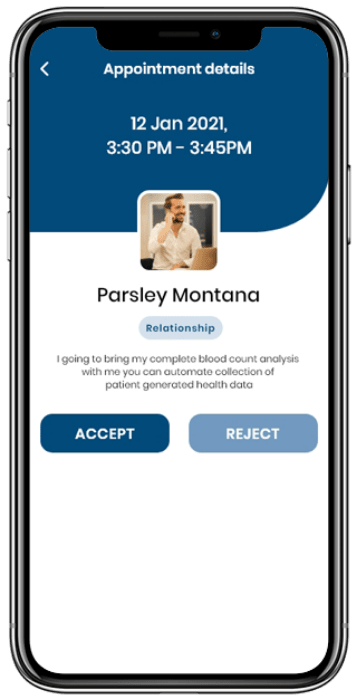 Appointment details
12 Jan 2021,
3:30 PM - 3:45PM
Parsley Montana
Relationship
I going to bring my complete blood count analysis
with me you can automate collection of
patient generated health data
ACCEPT
REJECT